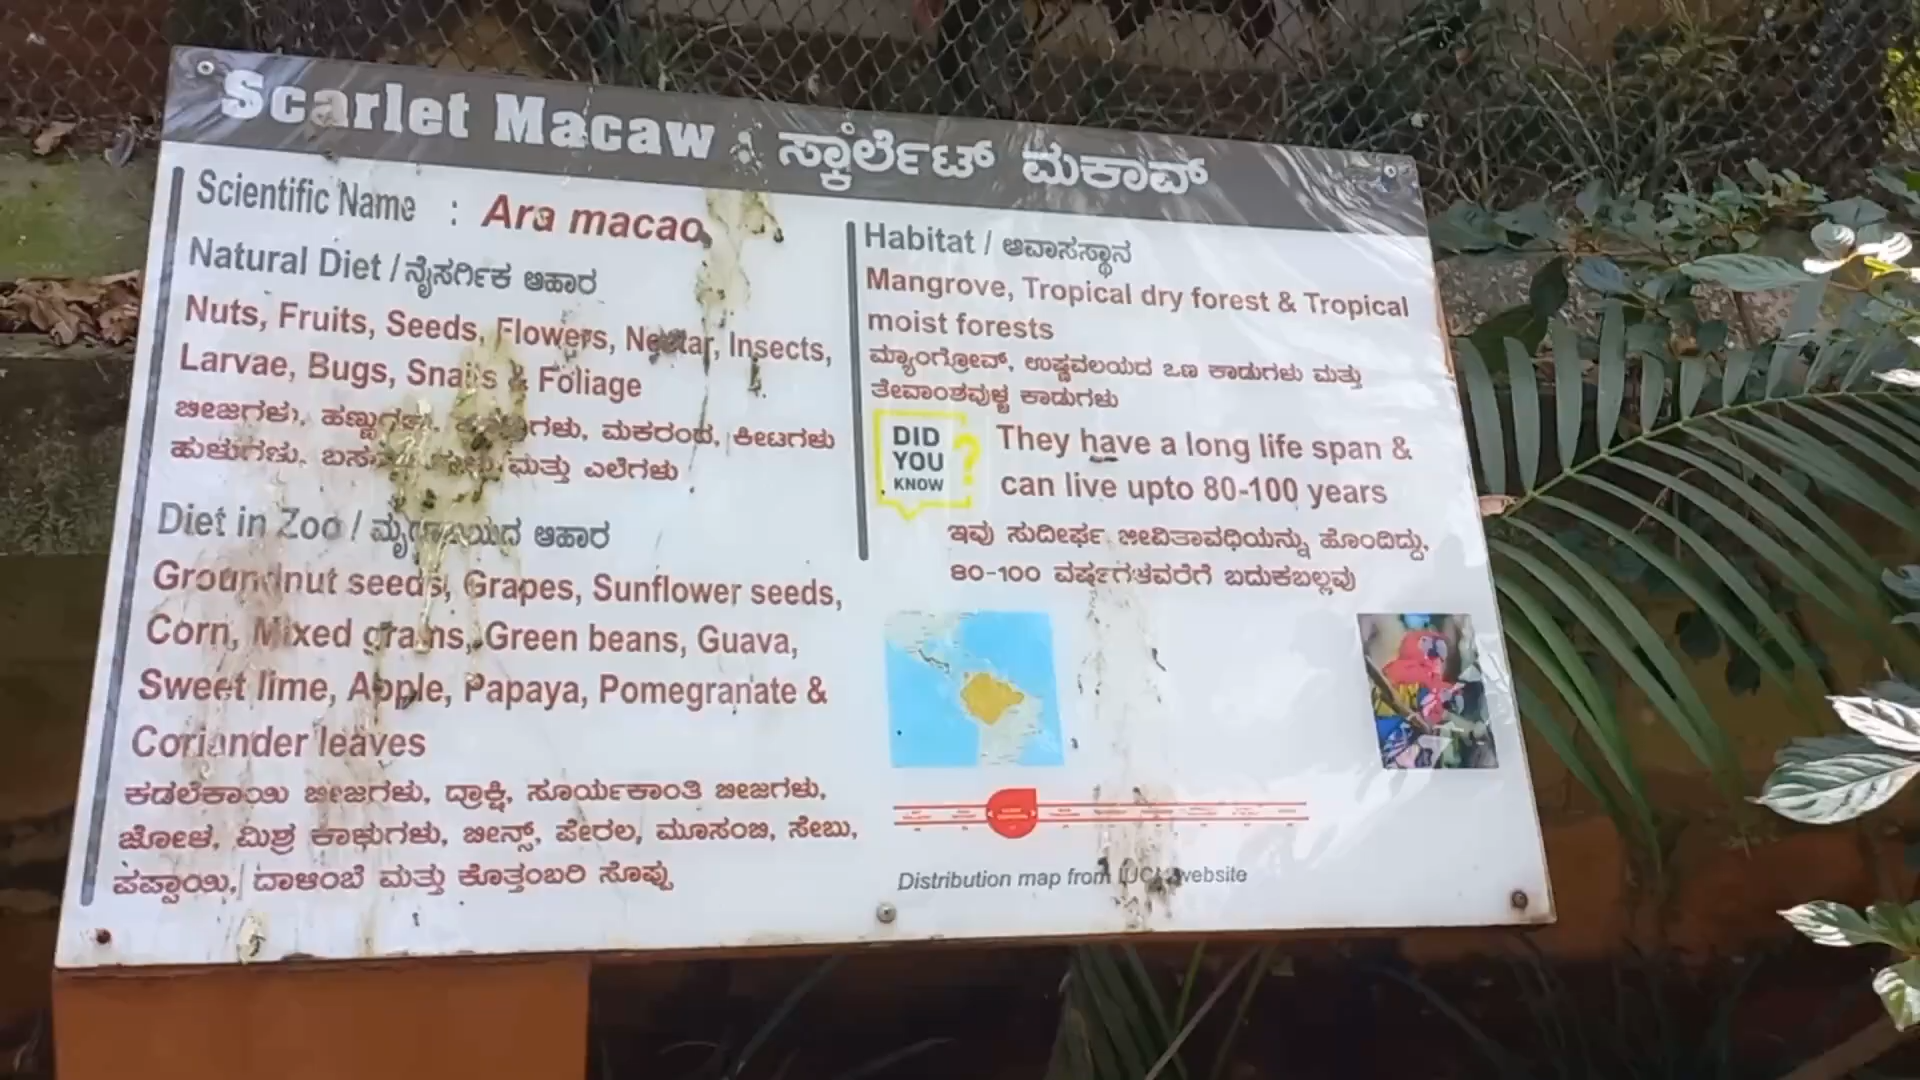 Scarlet Macaw : ಸ್ಕಾರ್ಲೆಟ್ ಮಕಾವ್
Scientific Name : Ara macao
Natural Diet / ನೈಸರ್ಗಿಕ ಆಹಾರ
Nuts, Fruits, Seeds, Flowers, Nectar, Insects,
Larvae, Bugs, Snails & Foliage
ಬೀಜಗಳು, ಮಕರಂದ, ಕೀಟಗಳು
ಹುಳುಗಳು, ಮತ್ತು ಎಲೆಗಳು
Diet in Zoo / ಆಹಾರ
Groundnut seeds, Grapes, Sunflower seeds,
Corn, Mixed grains, Green beans, Guava,
Sweet lime, Apple, Papaya, Pomegranate &
Coriander leaves
ಕಡಲೆಕಾಯಿ ಬೀಜಗಳು, ದ್ರಾಕ್ಷಿ, ಸೂರ್ಯಕಾಂತಿ ಬೀಜಗಳು,
ಜೋಳ, ಮಿಶ್ರ ಕಾಳುಗಳು, ಬೀನ್ಸ್, ಪೇರಲ, ಮೂಸಂಬಿ, ಸೇಬು,
ಪಪ್ಪಾಯಿ, ದಾಳಿಂಬೆ ಮತ್ತು ಕೊತ್ತಂಬರಿ ಸೊಪ್ಪು
Habitat / ಆವಾಸಸ್ಥಾನ
Mangrove, Tropical dry forest & Tropical
moist forests
ಮ್ಯಾಂಗ್ರೋವ್, ಉಷ್ಣವಲಯದ ಒಣ ಕಾಡುಗಳು ಮತ್ತು
ತೇವಾಂಶವುಳ್ಳ ಕಾಡುಗಳು
DID
YOU
KNOW
?
They have a long life span &
can live upto 80-100 years
ಇವು ಸುದೀರ್ಘ ಜೀವಿತಾವಧಿಯನ್ನು ಹೊಂದಿದ್ದು,
80-100 ವರ್ಷಗಳವರೆಗೆ ಬದುಕಬಲ್ಲವು
Distribution map from website